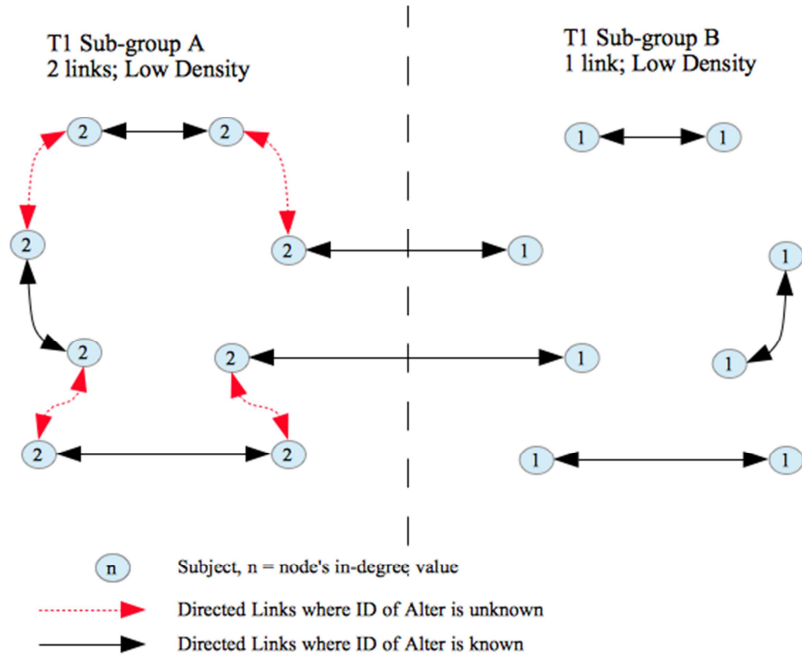 T1 Sub-group A
2 links; Low Density
T1 Sub-group B
1 link; Low Density
2 2 1 1
2 2 1 1
2 2 1 1
2 2 1 1
n Subject, n = node's in-degree value
Directed Links where ID of Alter is unknown
Directed Links where ID of Alter is known